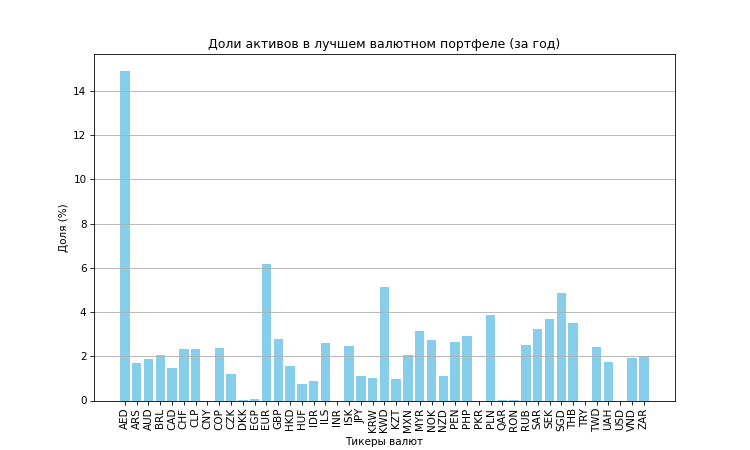 Доли активов в лучшем валютном портфеле (за год)
Доля (%)
14
12
10
8
6
4
2
0
AED ARS AUD BRL CAD CHF CLP CNY COP CZK DKK EGP EUR GBP HKD HUF IDR ILS INR ISK JPY KRW KWD KZT MXN MYR NOK NZD PEN PHP PKR PLN QAR RON RUB SAR SEK SGD THB TRY TWD UAH USD VND ZAR
Тикеры валют